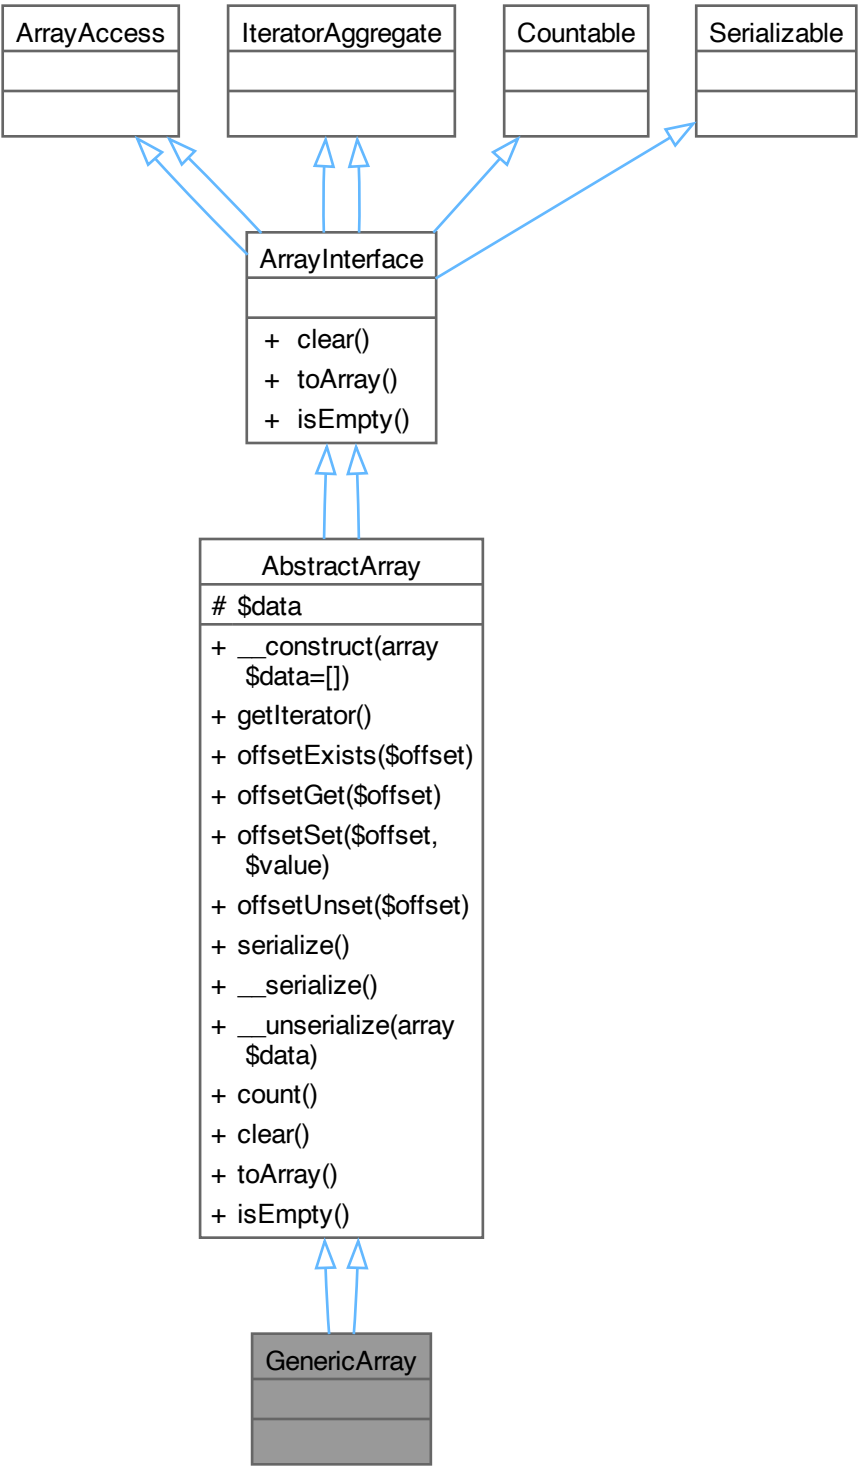 ArrayAccess
IteratorAggregate
Countable
Serializable
ArrayInterface
+ clear()
+ toArray()
+ isEmpty()
AbstractArray
# $data
+ __construct(array
$data=[])
+ getIterator()
+ offsetExists($offset)
+ offsetGet($offset)
+ offsetSet($offset,
$value)
+ offsetUnset($offset)
+ serialize()
+ __serialize()
+ __unserialize(array
$data)
+ count()
+ clear()
+ toArray()
+ isEmpty()
GenericArray